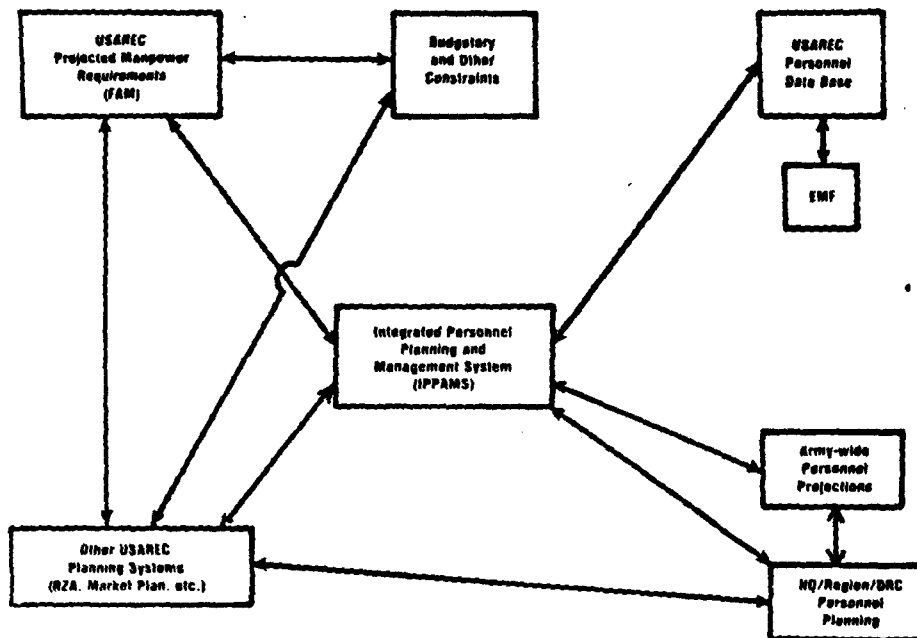 USAREC
Projected Manpower
Requirements
(FAM)
Budgetary
and Other
Constraints
USAREC
Personnel
Data Base
EMF
Integrated Personnel
Planning and
Management System
(IPPAMS)
Army-wide
Personnel
Projections
Other USAREC
Planning Systems
(RZA. Market Plan. etc.)
HQ/Region/DRC
Personnel
Planning